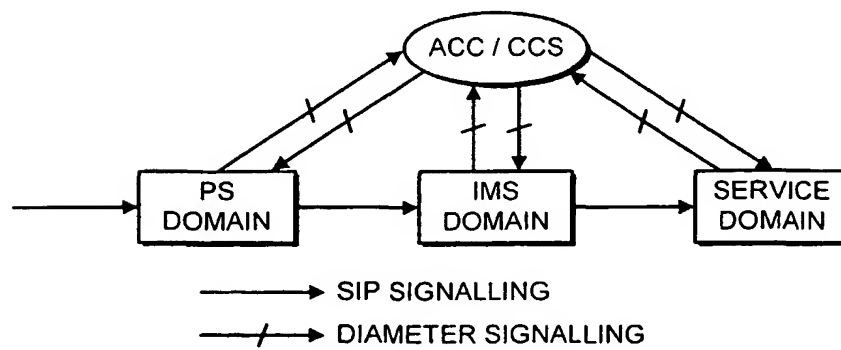 ACC / CCS
PS
DOMAIN
IMS
DOMAIN
SERVICE
DOMAIN
SIP SIGNALLING
DIAMETER SIGNALLING